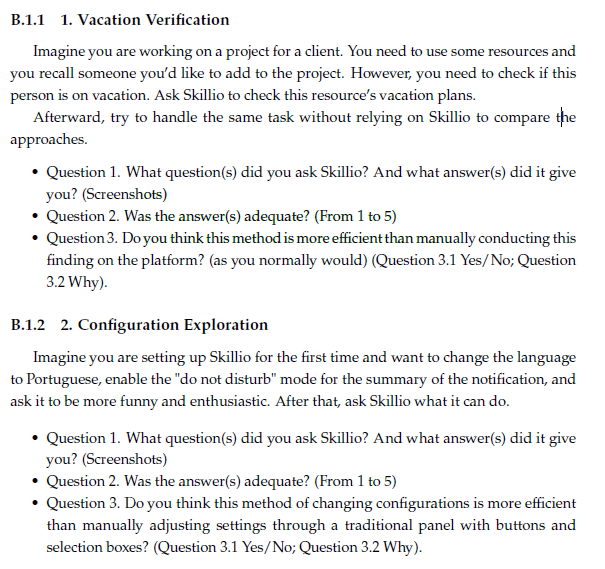 B.1.1 1. Vacation Verification
Imagine you are working on a project for a client. You need to use some resources and
you recall someone you'd like to add to the project. However, you need to check if this
person is on vacation. Ask Skillio to check this resource's vacation plans.
Afterward, try to handle the same task without relying on Skillio to compare the
approaches.
• Question 1. What question(s) did you ask Skillio? And what answer(s) did it give
you? (Screenshots)
• Question 2. Was the answer(s) adequate? (From 1 to 5)
• Question 3. Do you think this method is more efficient than manually conducting this
finding on the platform? (as you normally would) (Question 3.1 Yes/No; Question
3.2 Why).
B.1.2 2. Configuration Exploration
Imagine you are setting up Skillio for the first time and want to change the language
to Portuguese, enable the "do not disturb" mode for the summary of the notification, and
ask it to be more funny and enthusiastic. After that, ask Skillio what it can do.
• Question 1. What question(s) did you ask Skillio? And what answer(s) did it give
you? (Screenshots)
• Question 2. Was the answer(s) adequate? (From 1 to 5)
• Question 3. Do you think this method of changing configurations is more efficient
than manually adjusting settings through a traditional panel with buttons and
selection boxes? (Question 3.1 Yes/No; Question 3.2 Why).